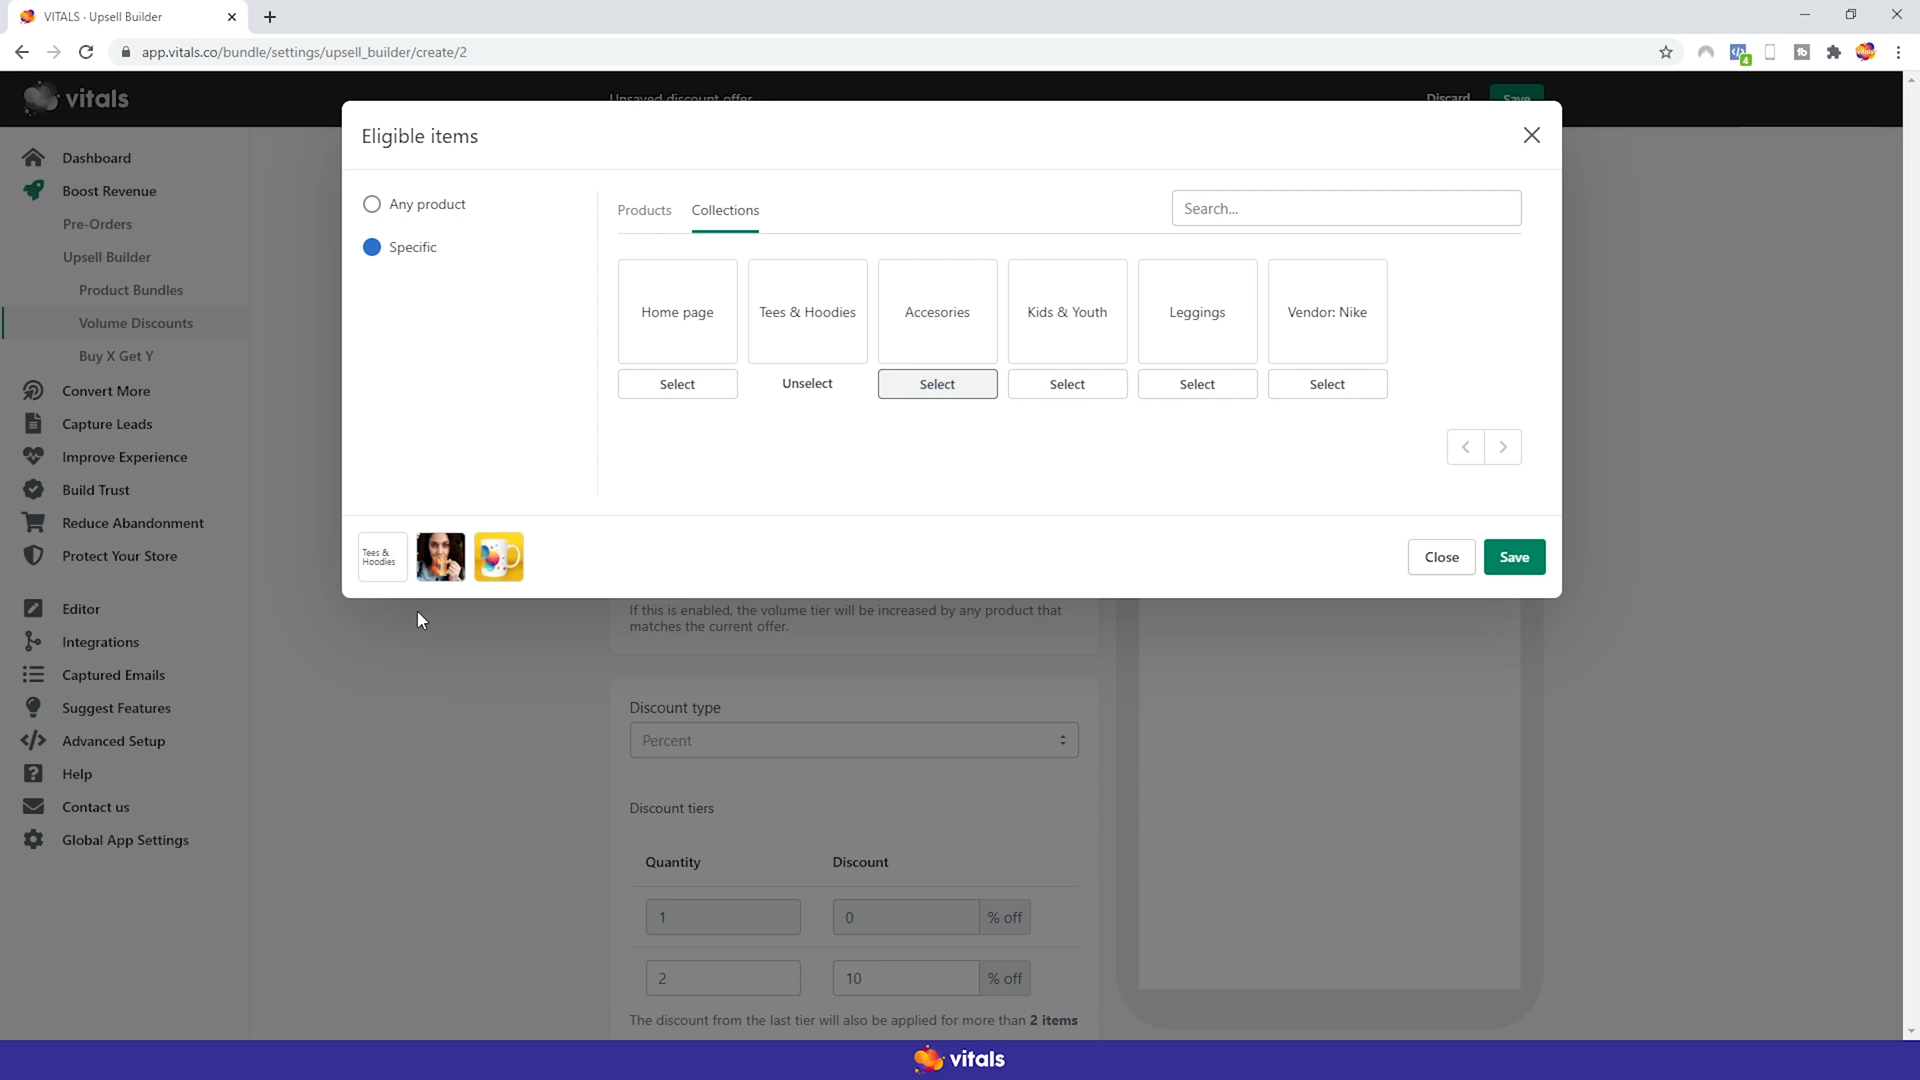 VITALS · Upsell Builder
app.vitals.co/bundle/settings/upsell_builder/create/2
4
vitals
Unsaved discount offer
Discard
Save
Dashboard
Boost Revenue
Pre-Orders
Upsell Builder
Product Bundles
Volume Discounts
Buy X Get Y
Convert More
Capture Leads
Improve Experience
Build Trust
Reduce Abandonment
Protect Your Store
Editor
Integrations
Captured Emails
Suggest Features
Advanced Setup
Help
Contact us
Global App Settings
Eligible items
Any product
Specific
Products
Collections
Search...
Home page
Tees & Hoodies
Accesories
Kids & Youth
Leggings
Vendor: Nike
Select
Unselect
Select
Select
Select
Select
Tees &
Hoodies
Close
Save
If this is enabled, the volume tier will be increased by any product that
matches the current offer.
Discount type
Percent
Discount tiers
Quantity
Discount
1
0
% off
2
10
% off
The discount from the last tier will also be applied for more than 2 items
vitals